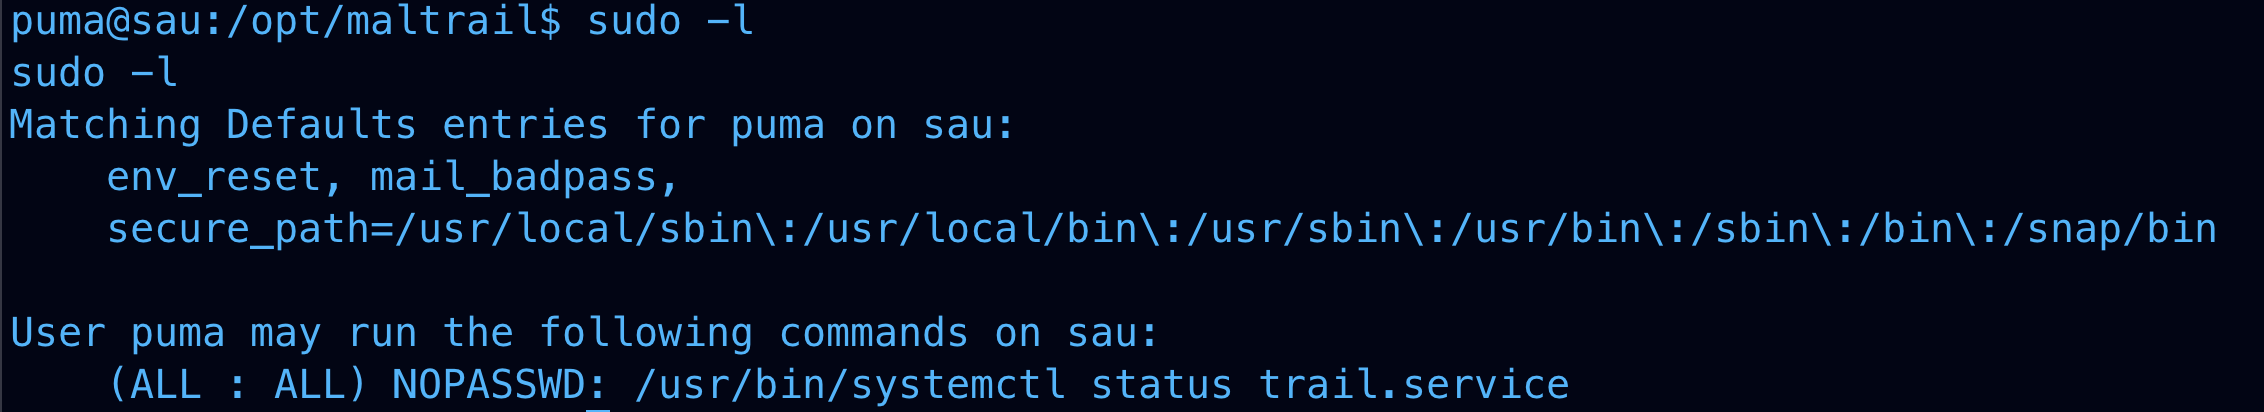 puma@sau:/opt/maltrail$ sudo -l
sudo -l
Matching Defaults entries for puma on sau:
    env_reset, mail_badpass,
    secure_path=/usr/local/sbin\:/usr/local/bin\:/usr/sbin\:/usr/bin\:/sbin\:/bin\:/snap/bin

User puma may run the following commands on sau:
    (ALL : ALL) NOPASSWD: /usr/bin/systemctl status trail.service